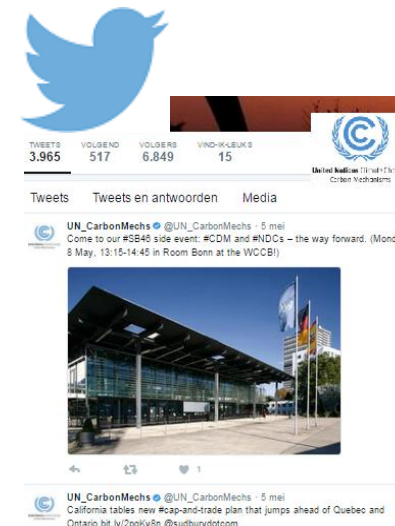 TWEETS VOLGEND VOLGERS VIND-IK-LEUKS
3.965 517 6.849 15
United Nations Climate Ch
Carbon Mechanisms
Tweets Tweets en antwoorden Media
UN_CarbonMechs @UN_CarbonMechs · 5 mei
Come to our #SB46 side event: #CDM and #NDCs – the way forward. (Mond
8 May, 13:15-14:45 in Room Bonn at the WCCB!)
1
UN_CarbonMechs @UN_CarbonMechs · 5 mei
California tables new #cap-and-trade plan that jumps ahead of Quebec and
Ontario bit.ly/2pgKy8n @sudburydotcom